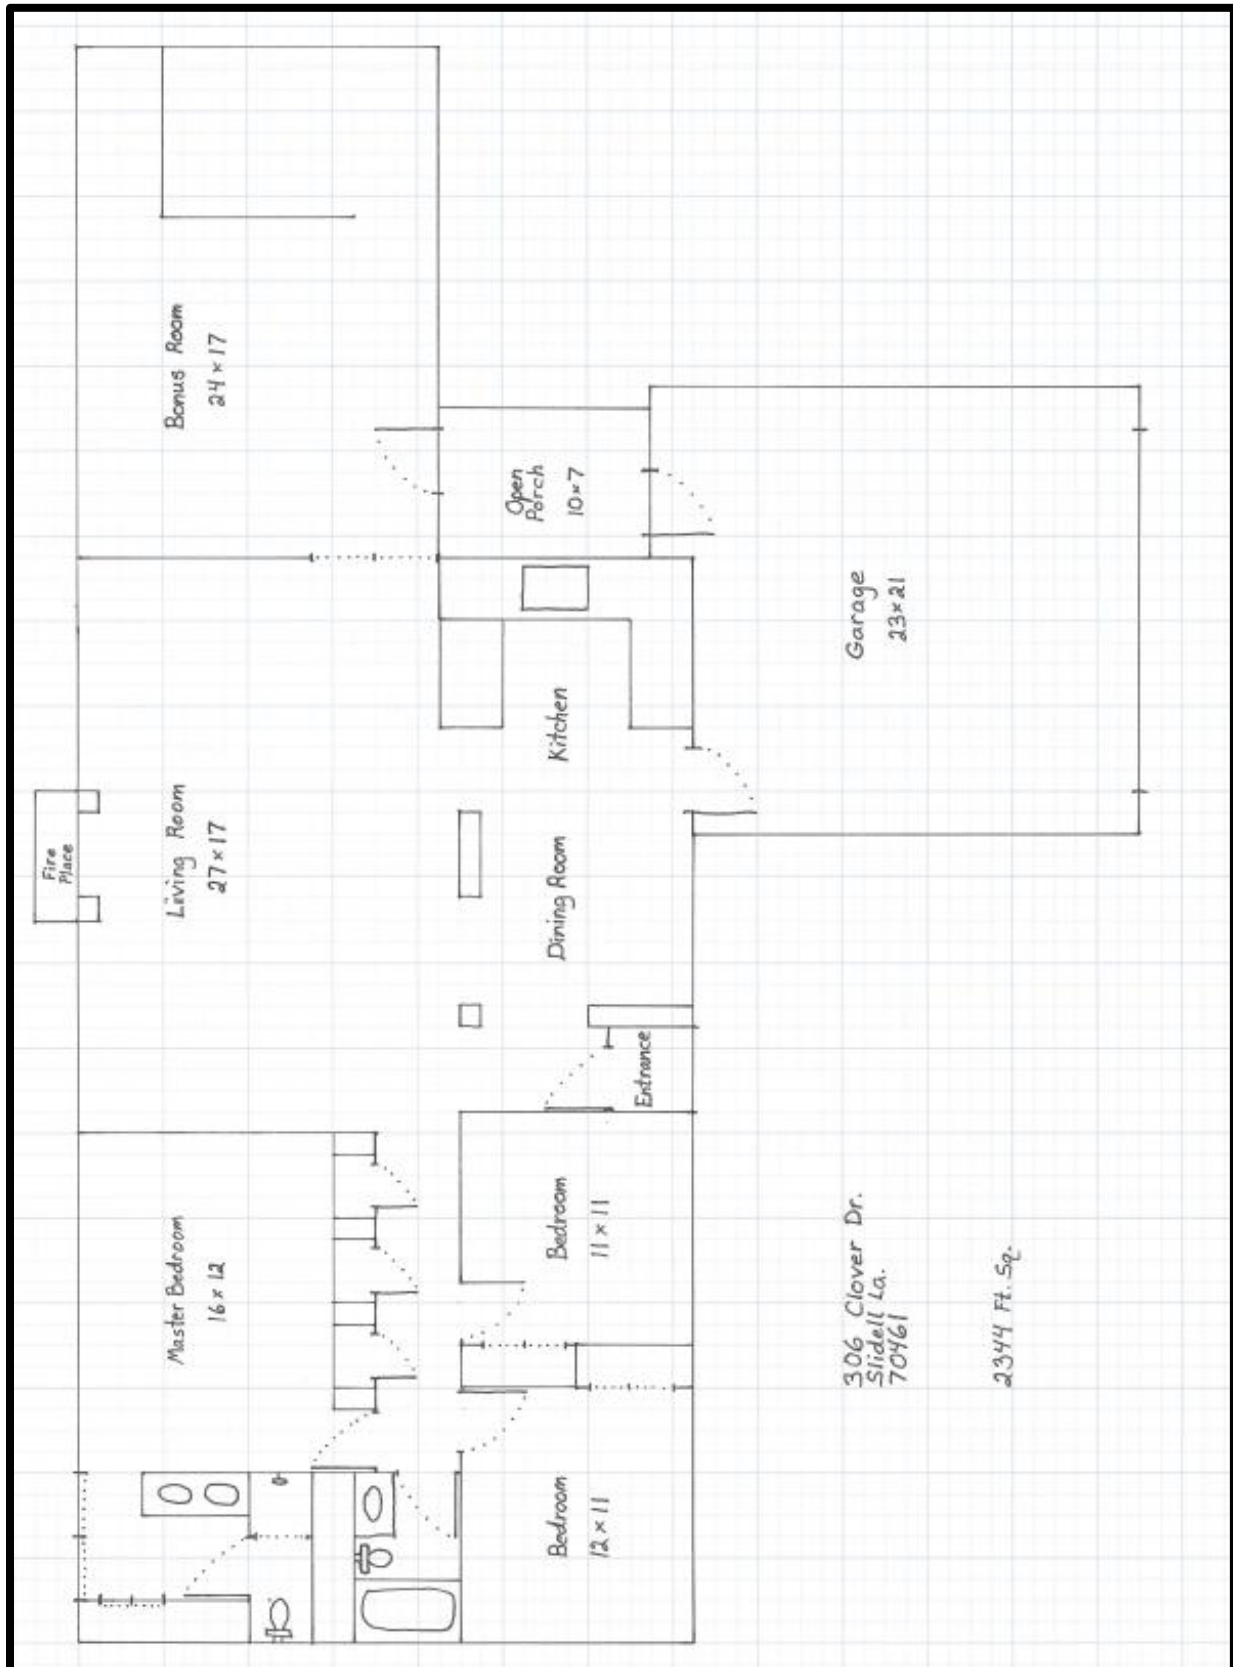 Fire
Place
Master Bedroom
16 x 12
Living Room
27 x 17
Bonus Room
24 x 17
Bedroom
12 x 11
Bedroom
11 x 11
Entrance
Dining Room
Kitchen
Open
Porch
10 x 7
Garage
23 x 21
306 Clover Dr.
Slidell La.
70461
2344 Ft. Sq.